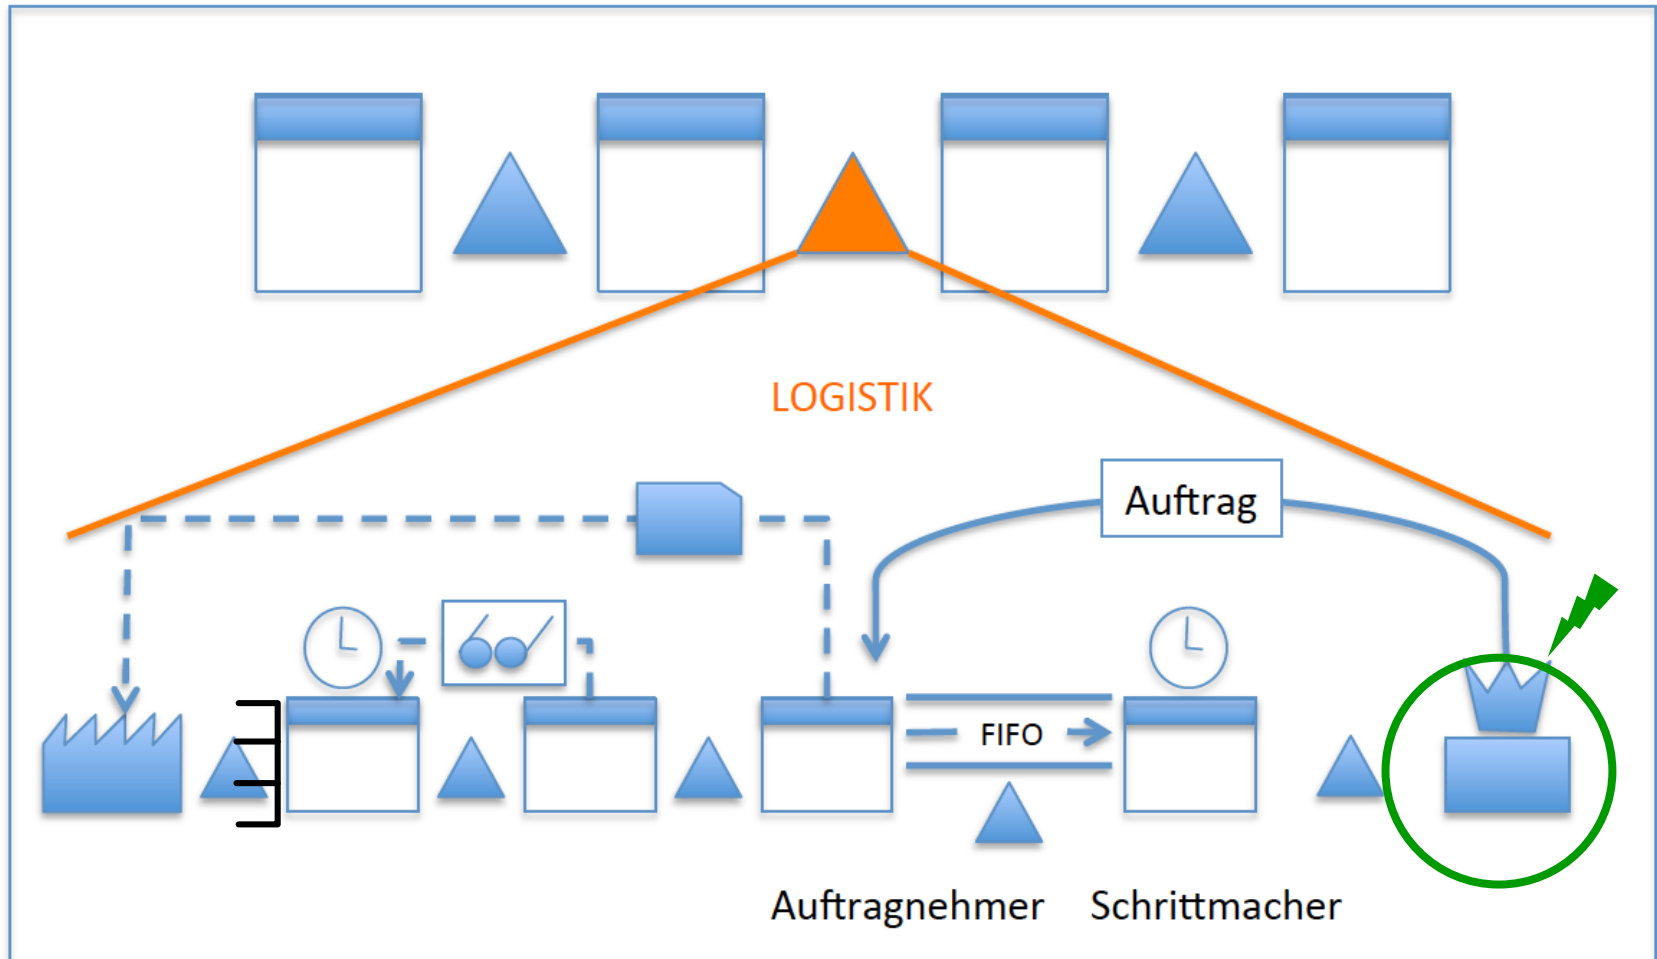 LOGISTIK
Auftrag
FIFO
Auftragnehmer
Schrittmacher